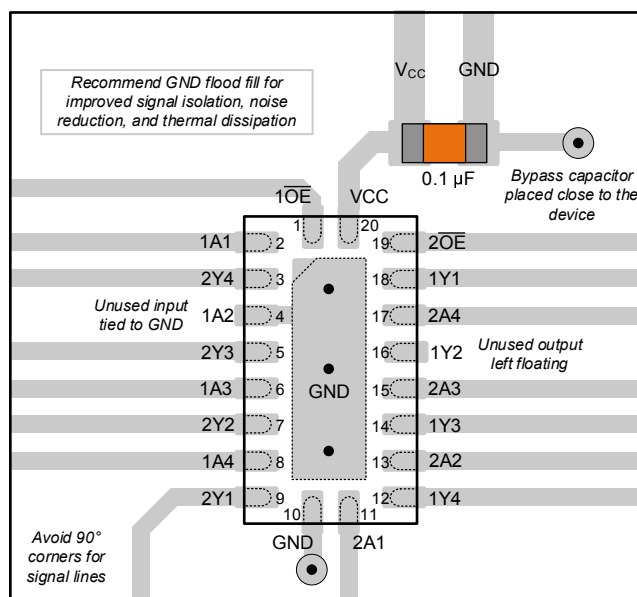 V_CC GND
Recommend GND flood fill for
improved signal isolation, noise
reduction, and thermal dissipation
0.1 µF
Bypass capacitor
placed close to the
device
1O̅E̅ VCC
1 20
1A1 2 19 2O̅E̅
2Y4 3 18 1Y1
Unused input
tied to GND
1A2 4 17 2A4
2Y3 5 16 1Y2
Unused output
left floating
1A3 6 GND 15 2A3
2Y2 7 14 1Y3
1A4 8 13 2A2
2Y1 9 12 1Y4
10 11
GND 2A1
Avoid 90°
corners for
signal lines